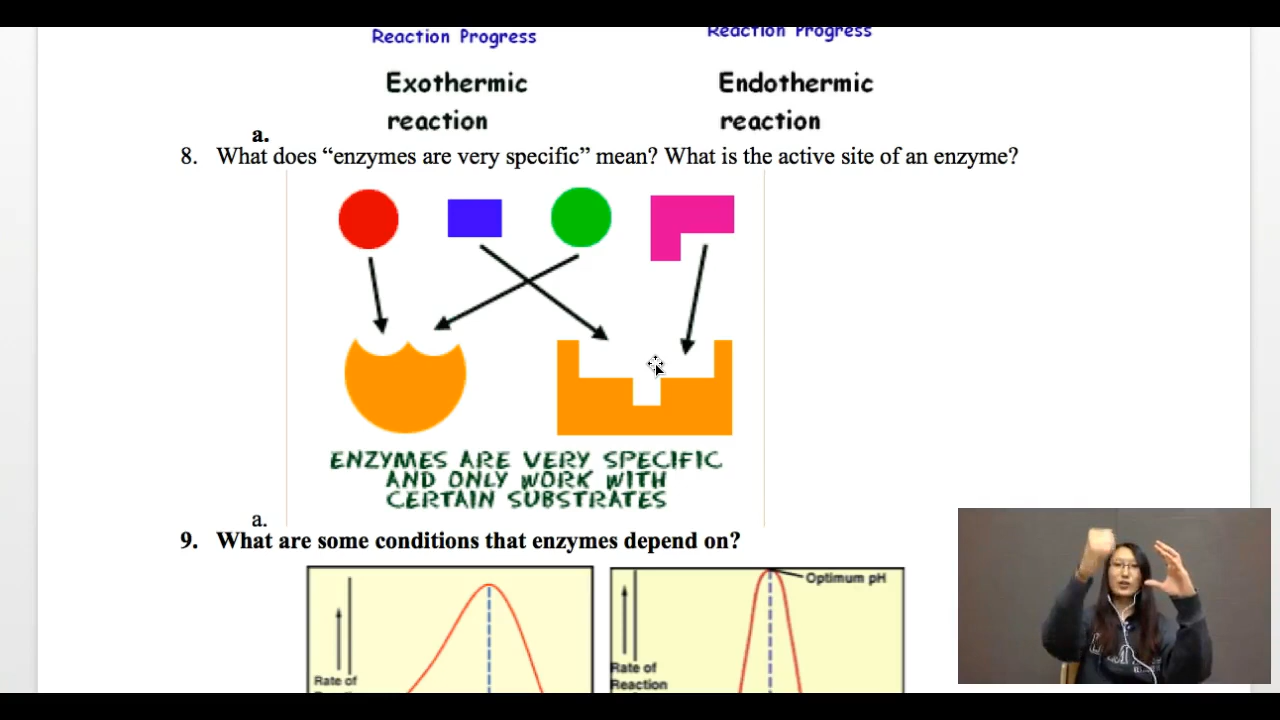 Reaction Progress
Reaction Progress
Exothermic
reaction
Endothermic
reaction
a.
8. What does “enzymes are very specific” mean? What is the active site of an enzyme?
ENZYMES ARE VERY SPECIFIC
AND ONLY WORK WITH
CERTAIN SUBSTRATES
a.
9. What are some conditions that enzymes depend on?
Rate of
Optimum pH
Rate of
Reaction